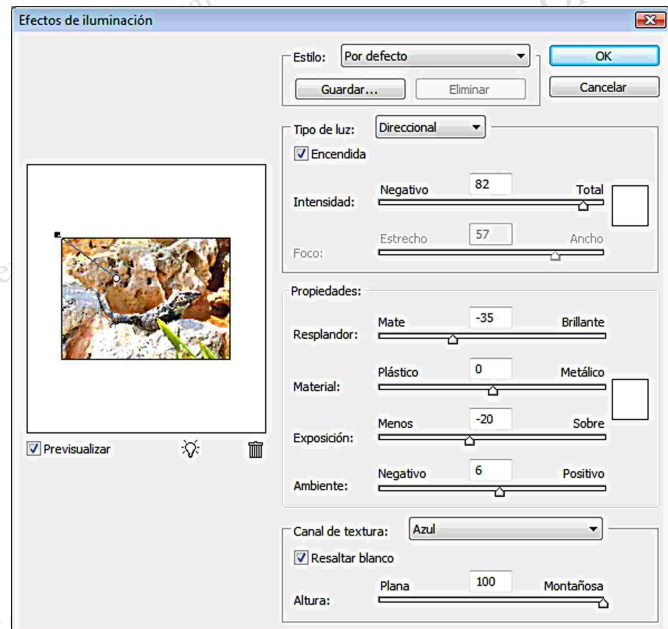 Efectos de iluminación
Estilo: Por defecto
OK
Guardar... Eliminar
Cancelar
Tipo de luz: Direccional
Encendida
Intensidad: Negativo 82 Total
Foco: Estrecho 57 Ancho
Propiedades:
Resplandor: Mate -35 Brillante
Material: Plástico 0 Metálico
Exposición: Menos -20 Sobre
Ambiente: Negativo 6 Positivo
Previsualizar
Canal de textura: Azul
Resaltar blanco
Altura: Plana 100 Montañosa